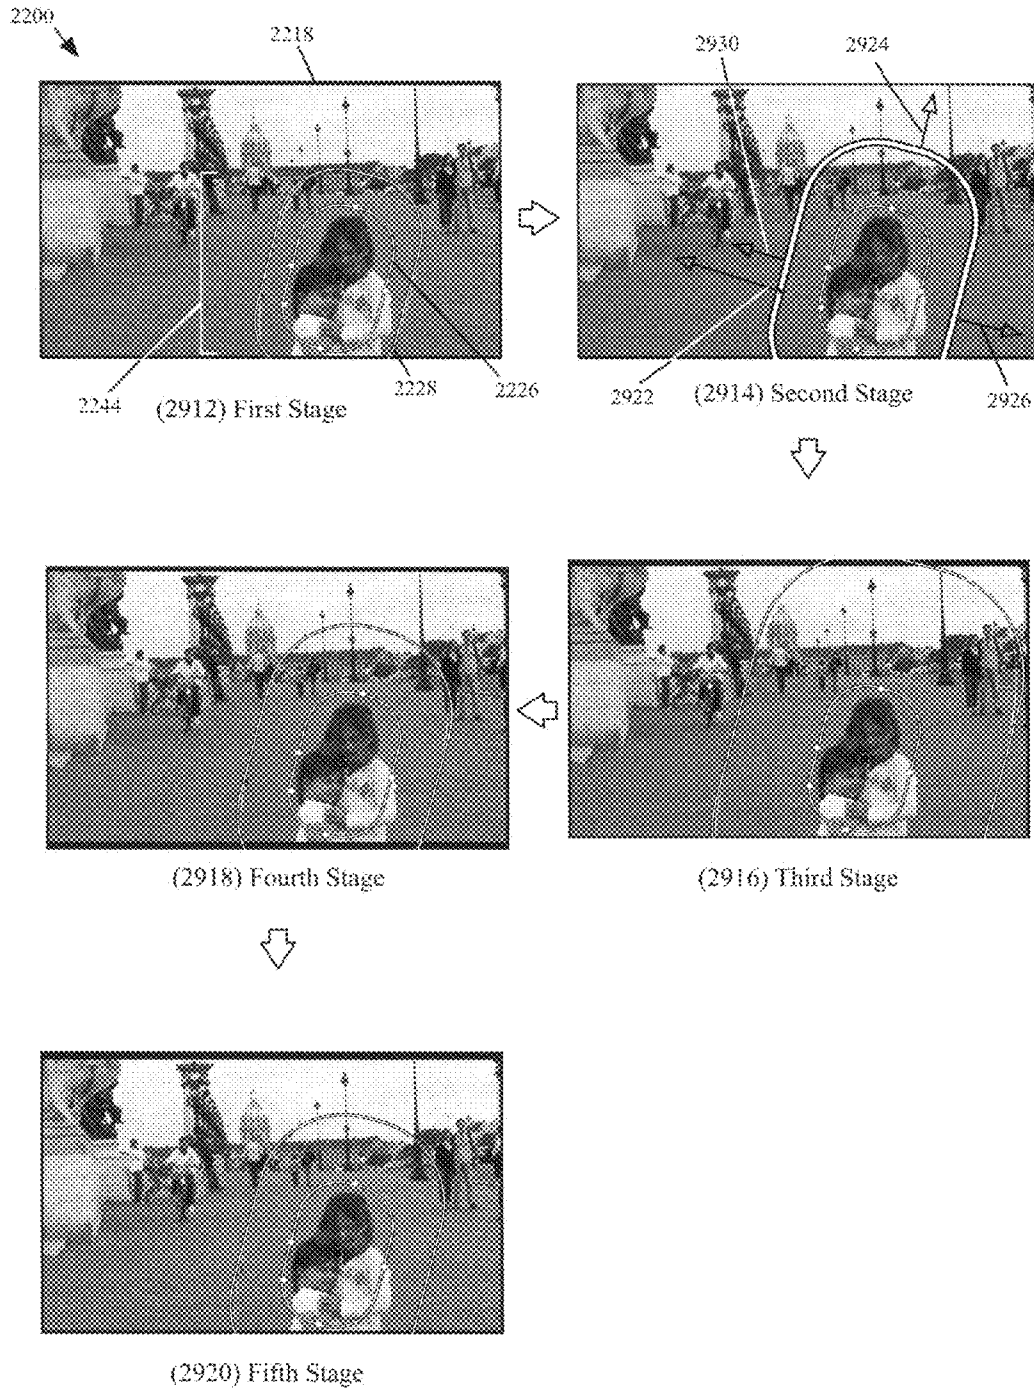 2200
2218
2930
2924
2244
(2912) First Stage
2228
2226
2922
(2914) Second Stage
2926
(2918) Fourth Stage
(2916) Third Stage
(2920) Fifth Stage